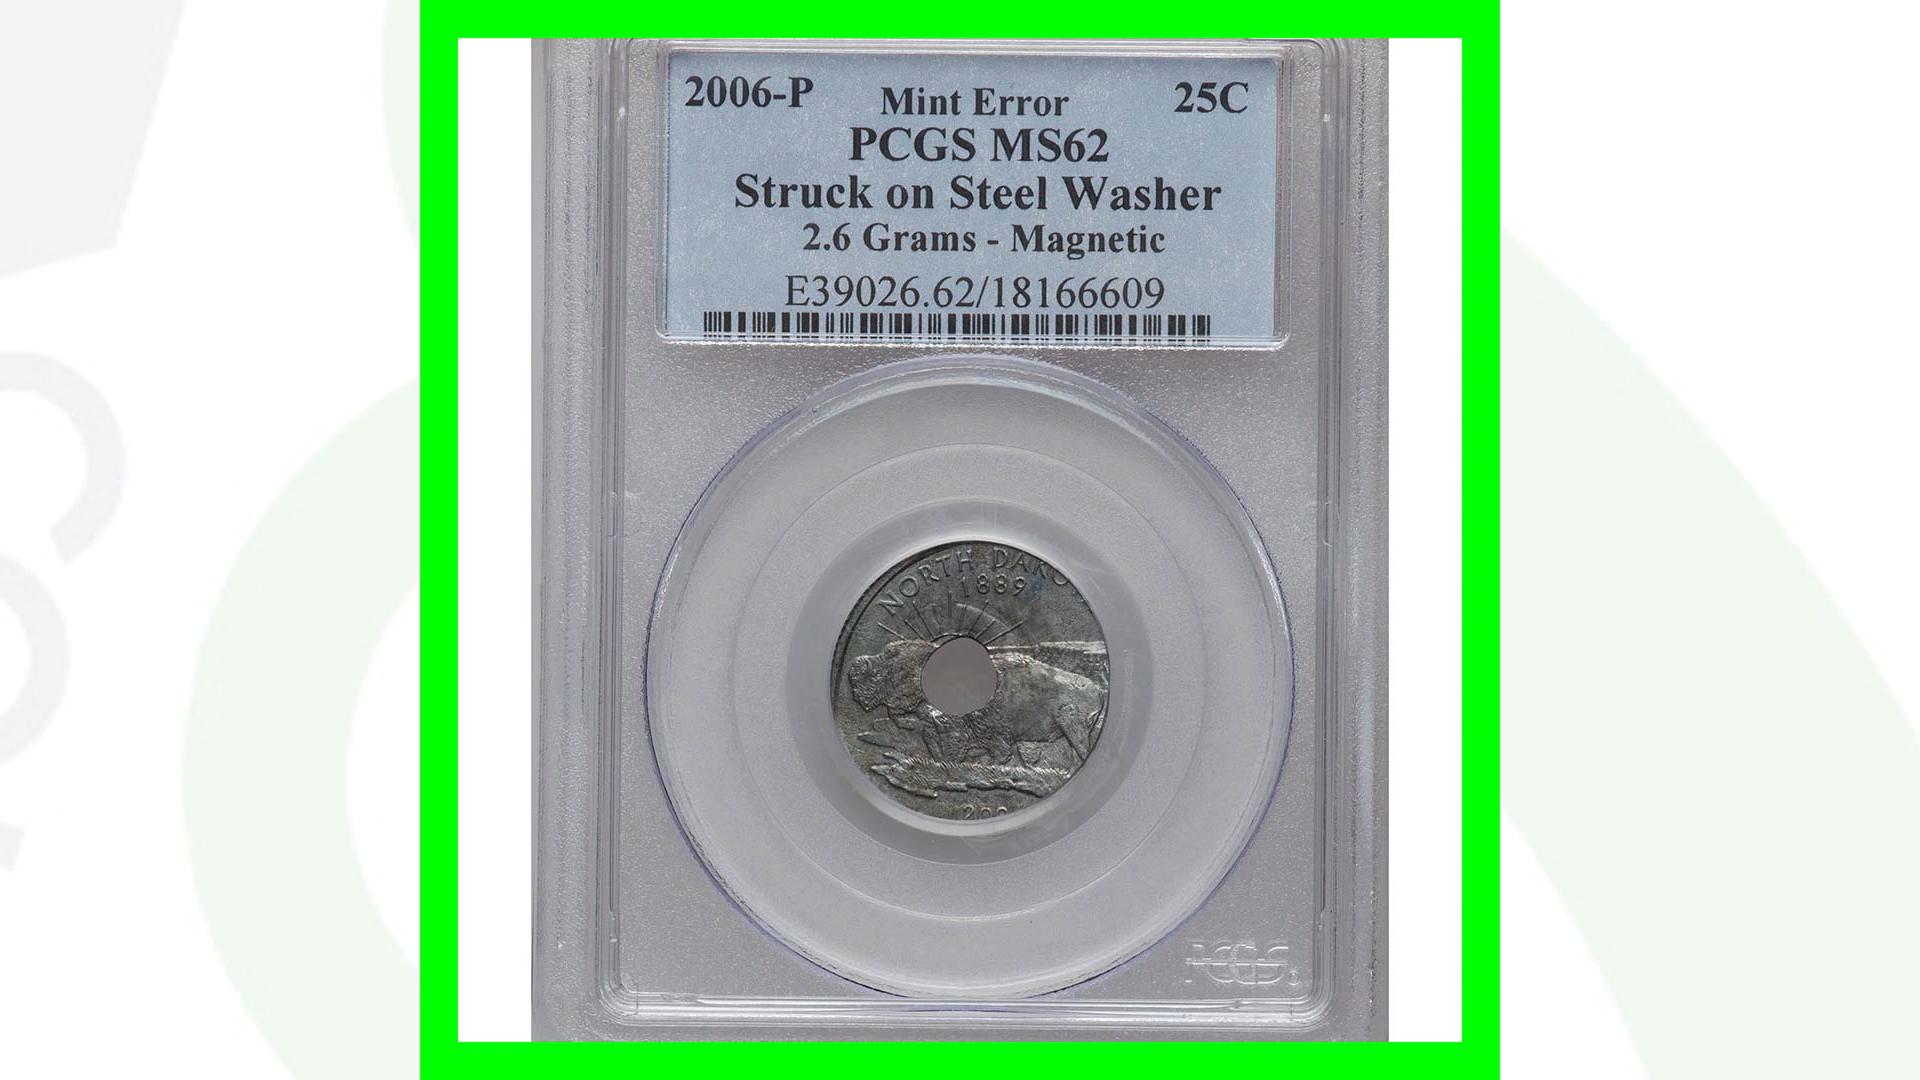 2006-P Mint Error 25C
PCGS MS62
Struck on Steel Washer
2.6 Grams - Magnetic
E39026.62/18166609
NORTH DAKO
1889
200
PCGS